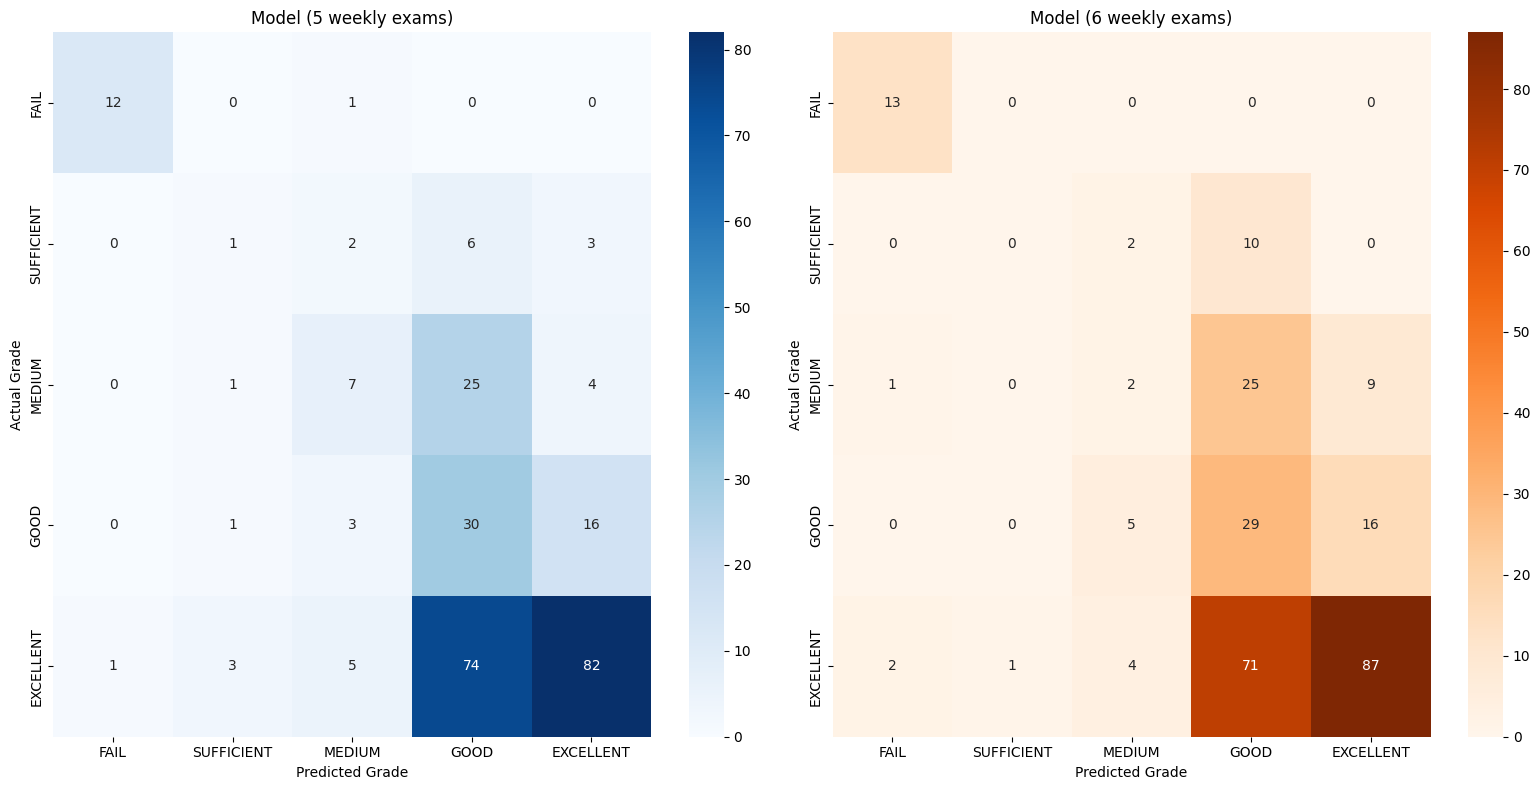 Model (5 weekly exams)
FAIL 12 0 1 0 0
SUFFICIENT 0 1 2 6 3
MEDIUM 0 1 7 25 4
GOOD 0 1 3 30 16
EXCELLENT 1 3 5 74 82
FAIL SUFFICIENT MEDIUM GOOD EXCELLENT
Actual Grade
Predicted Grade
80
70
60
50
40
30
20
10
0
Model (6 weekly exams)
FAIL 13 0 0 0 0
SUFFICIENT 0 0 2 10 0
MEDIUM 1 0 2 25 9
GOOD 0 0 5 29 16
EXCELLENT 2 1 4 71 87
FAIL SUFFICIENT MEDIUM GOOD EXCELLENT
Actual Grade
Predicted Grade
80
70
60
50
40
30
20
10
0